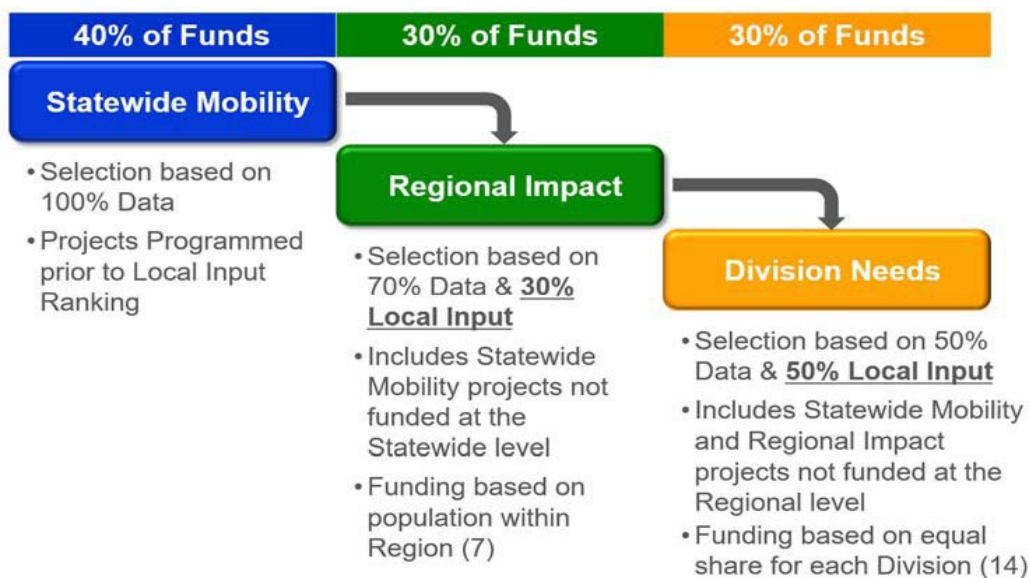 40% of Funds
30% of Funds
30% of Funds
Statewide Mobility
• Selection based on
100% Data
• Projects Programmed
prior to Local Input
Ranking
Regional Impact
• Selection based on
70% Data & 30%
Local Input
• Includes Statewide
Mobility projects not
funded at the
Statewide level
• Funding based on
population within
Region (7)
Division Needs
• Selection based on 50%
Data & 50% Local Input
• Includes Statewide Mobility
and Regional Impact
projects not funded at the
Regional level
• Funding based on equal
share for each Division (14)